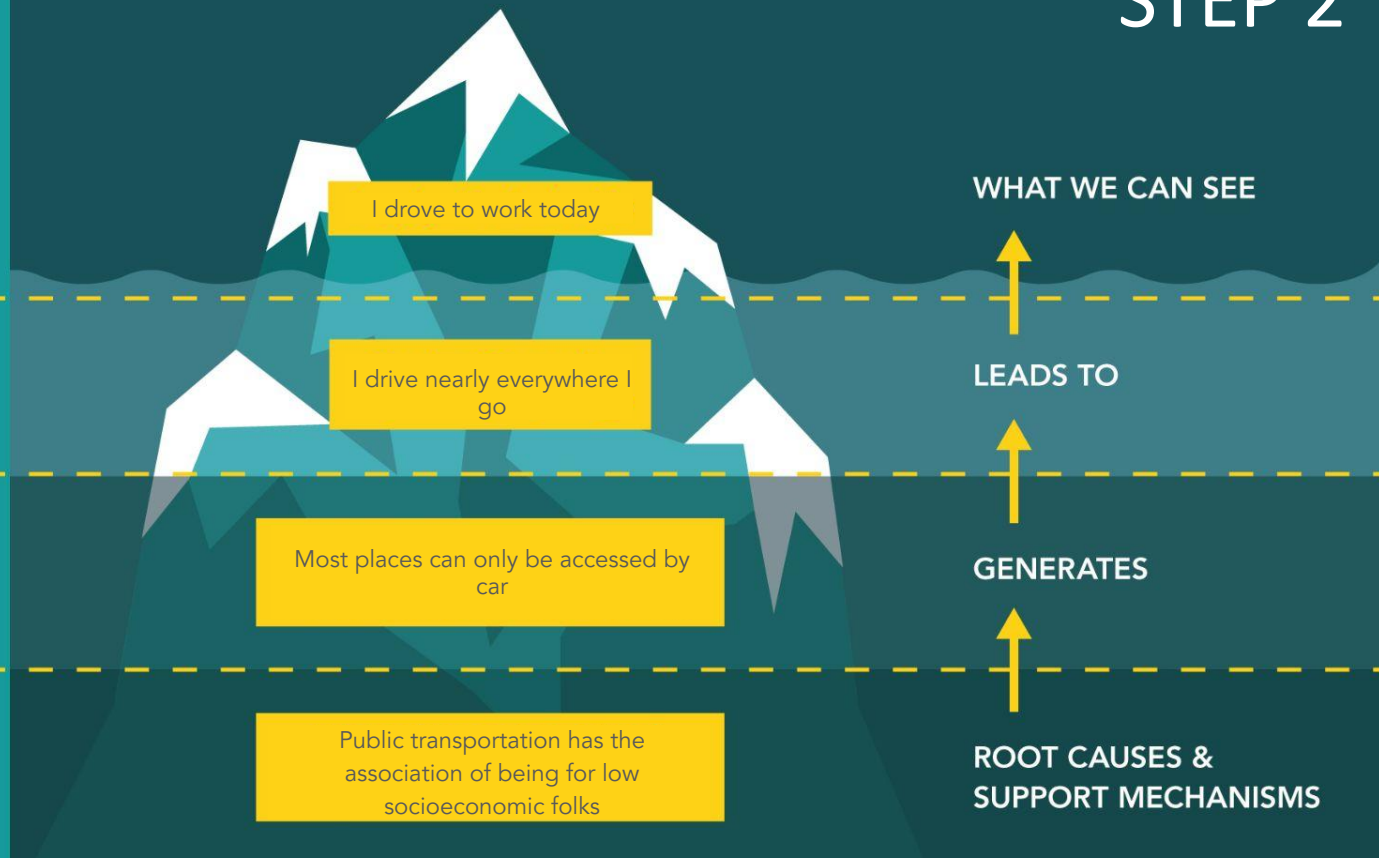 STEP 2
I drove to work today
WHAT WE CAN SEE
I drive nearly everywhere I
go
LEADS TO
Most places can only be accessed by
car
GENERATES
Public transportation has the
association of being for low
socioeconomic folks
ROOT CAUSES &
SUPPORT MECHANISMS